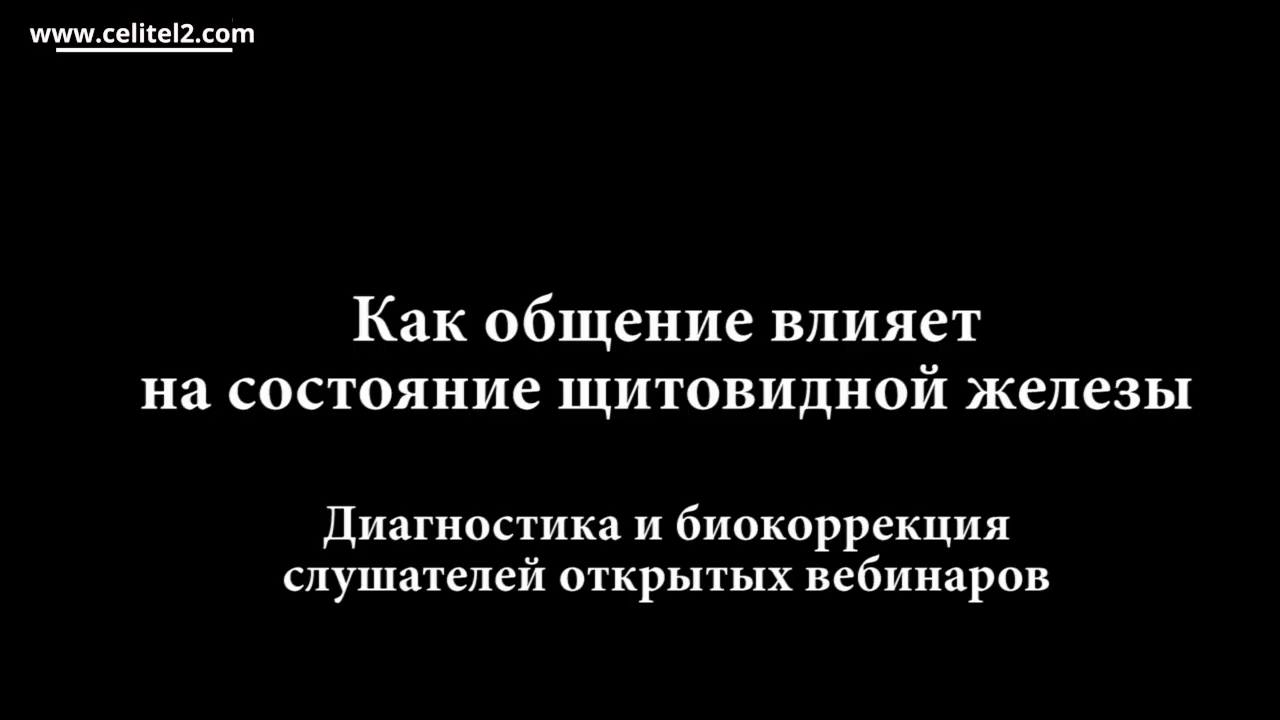 www.celitel2.com
Как общение влияет
на состояние щитовидной железы
Диагностика и биокоррекция
слушателей открытых вебинаров